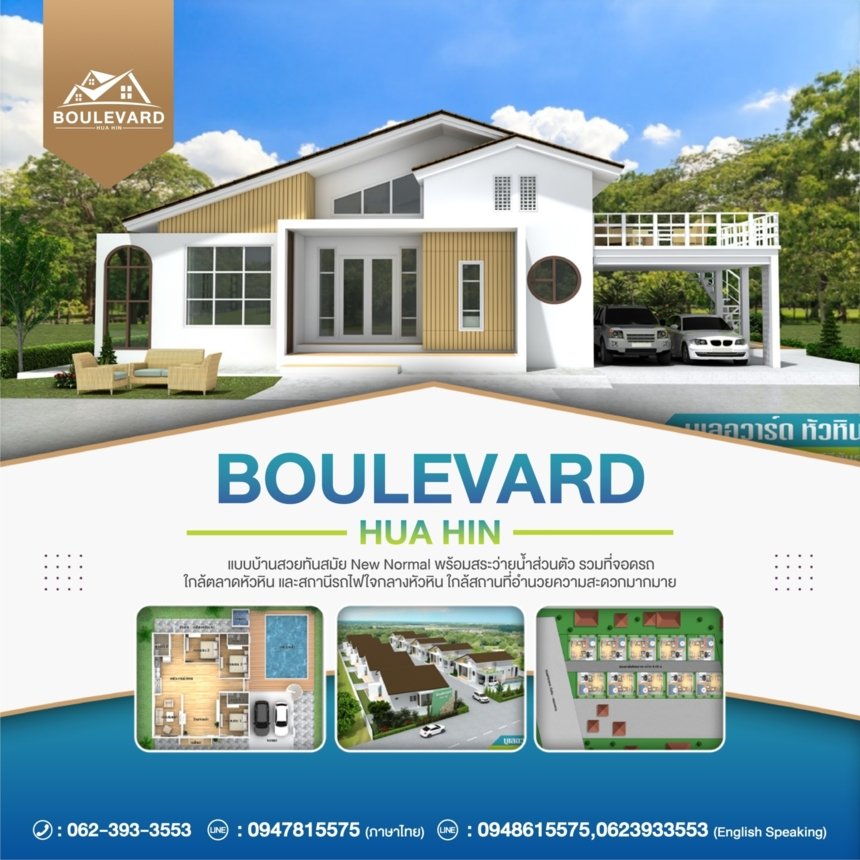 BOULEVARD
HUA HIN
บูเลอวาร์ด หัวหิน
BOULEVARD
HUA HIN
แบบบ้านสวยทันสมัย New Normal พร้อมสระว่ายน้ำส่วนตัว รวมที่จอดรถ
ใกล้ตลาดหัวหิน และสถานีรถไฟใจกลางหัวหิน ใกล้สถานที่อำนวยความสะดวกมากมาย
: 062-393-3553 LINE : 0947815575 (ภาษาไทย) LINE : 0948615575,0623933553 (English Speaking)